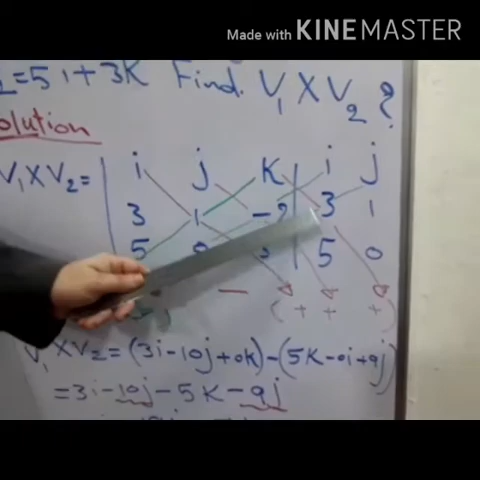 Made with KINEMASTER
=5i+3K Find. V₁XV₂?
olution
V₁XV₂=
i j K i j
3 1 -2 3 1
5 0 5 0
— (+ + +)
V₁XV₂=(3i-10j+0K)-(5K-0i+9j)
=3i-10j-5K-9j